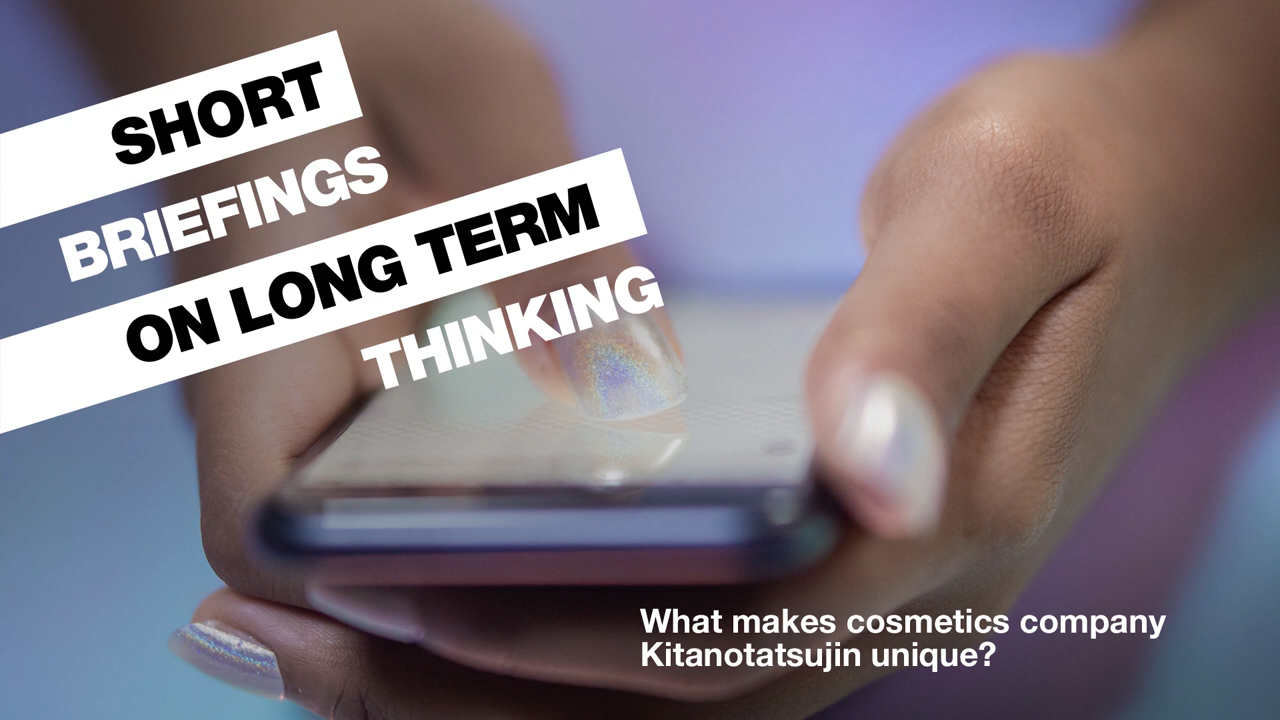 SHORT
BRIEFINGS
ON LONG TERM
THINKING
What makes cosmetics company
Kitanotatsujin unique?